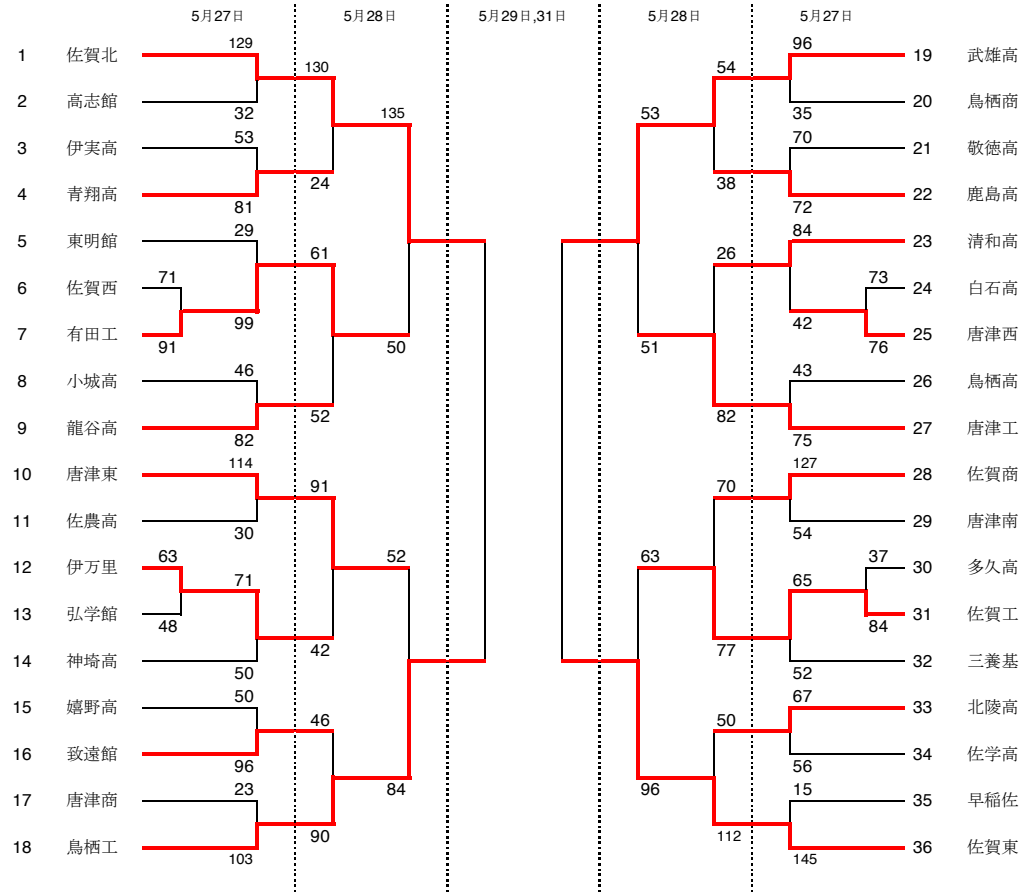 5月27日 5月28日 5月29日,31日 5月28日 5月27日
129 96
1 佐賀北 19 武雄高
130 54
2 高志館 20 鳥栖商
32 135 53 35
53 70
3 伊実高 21 敬徳高
24 38
4 青翔高 22 鹿島高
81 72
29 84
5 東明館 23 清和高
61 26
71 73
6 佐賀西 24 白石高
99 42
7 有田工 25 唐津西
91 50 51 76
46 43
8 小城高 26 鳥栖高
52 82
9 龍谷高 27 唐津工
82 75
114 127
10 唐津東 28 佐賀商
91 70
11 佐農高 29 唐津南
30 54
63 52 63 37
12 伊万里 30 多久高
71 65
13 弘学館 31 佐賀工
48 84
42 77
14 神埼高 32 三養基
50 52
50 67
15 嬉野高 33 北陵高
46 50
16 致遠館 34 佐学高
96 56
84 96
23 15
17 唐津商 35 早稲佐
90 112
18 鳥栖工 36 佐賀東
103 145